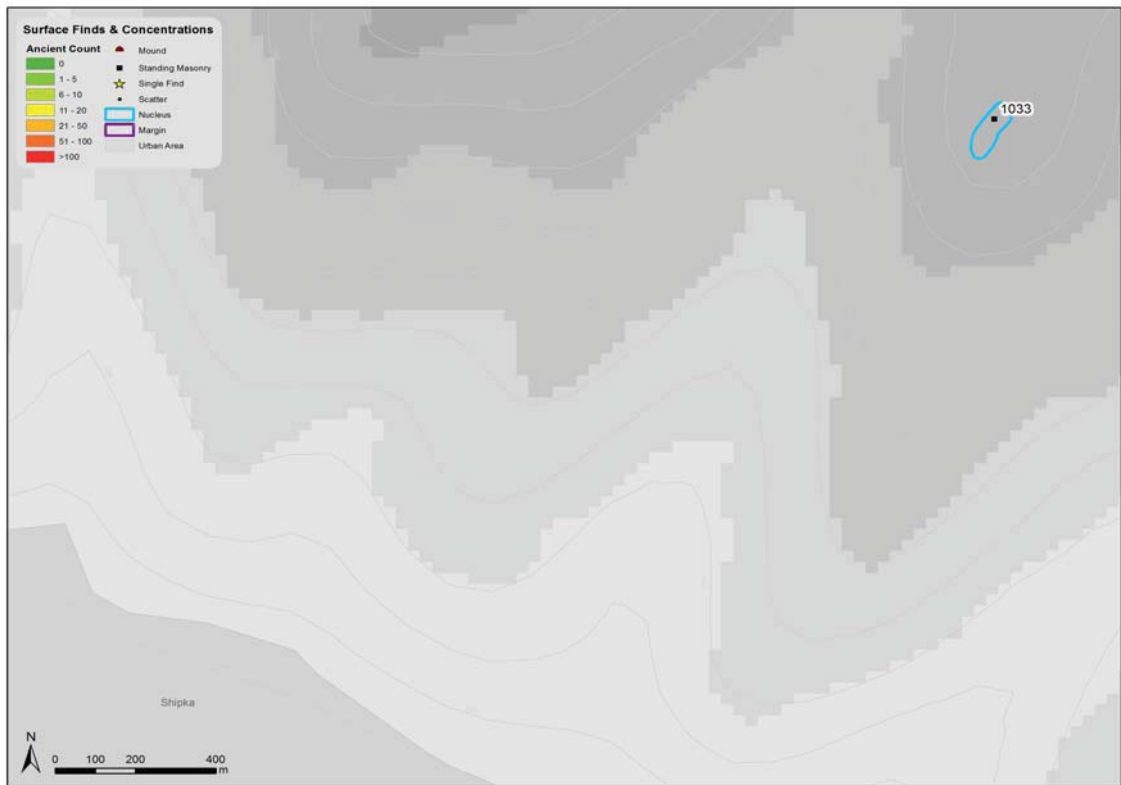 Surface Finds & Concentrations
Ancient Count
0
1 - 5
6 - 10
11 - 20
21 - 50
51 - 100
>100
Mound
Standing Masonry
Single Find
Scatter
Nucleus
Margin
Urban Area
1033
Shipka
N
0 100 200 400
m